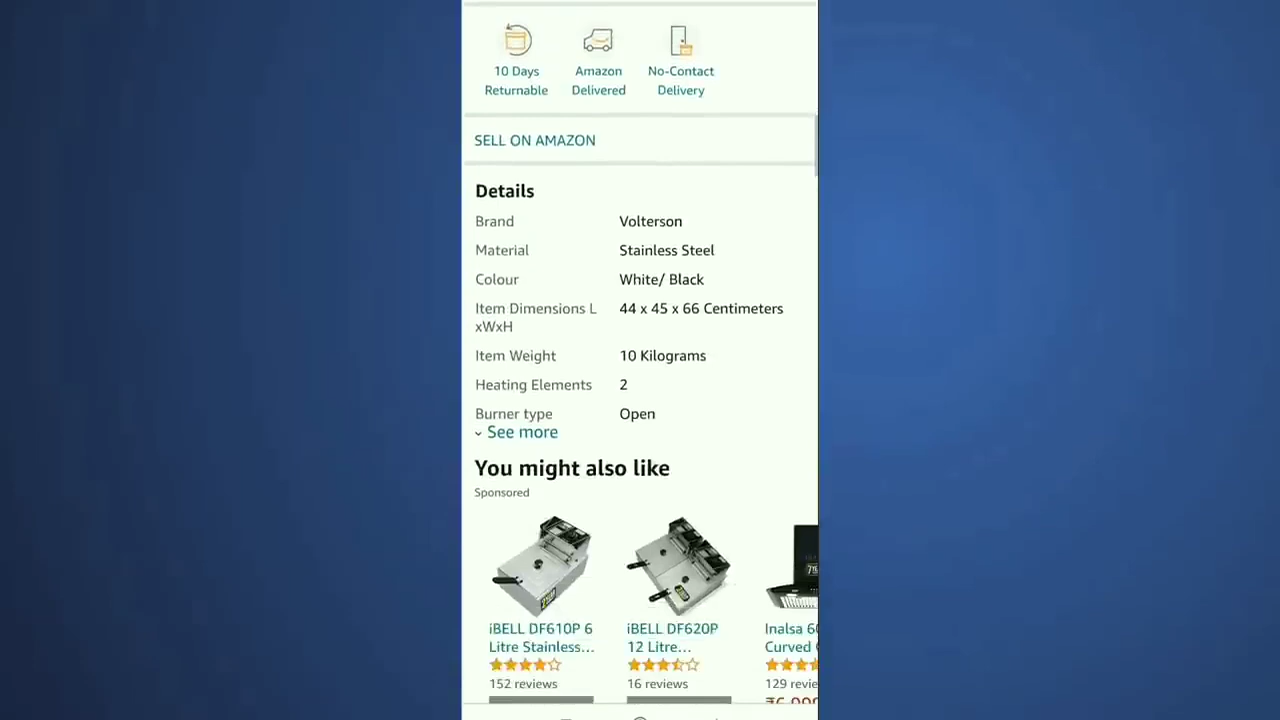 10 Days
Returnable
Amazon
Delivered
No-Contact
Delivery
SELL ON AMAZON
Details
Brand Volterson
Material Stainless Steel
Colour White/ Black
Item Dimensions L 44 x 45 x 66 Centimeters
xWxH
Item Weight 10 Kilograms
Heating Elements 2
Burner type Open
See more
You might also like
Sponsored
iBELL DF610P 6
Litre Stainless...
152 reviews
iBELL DF620P
12 Litre...
16 reviews
Inalsa
Curved
129